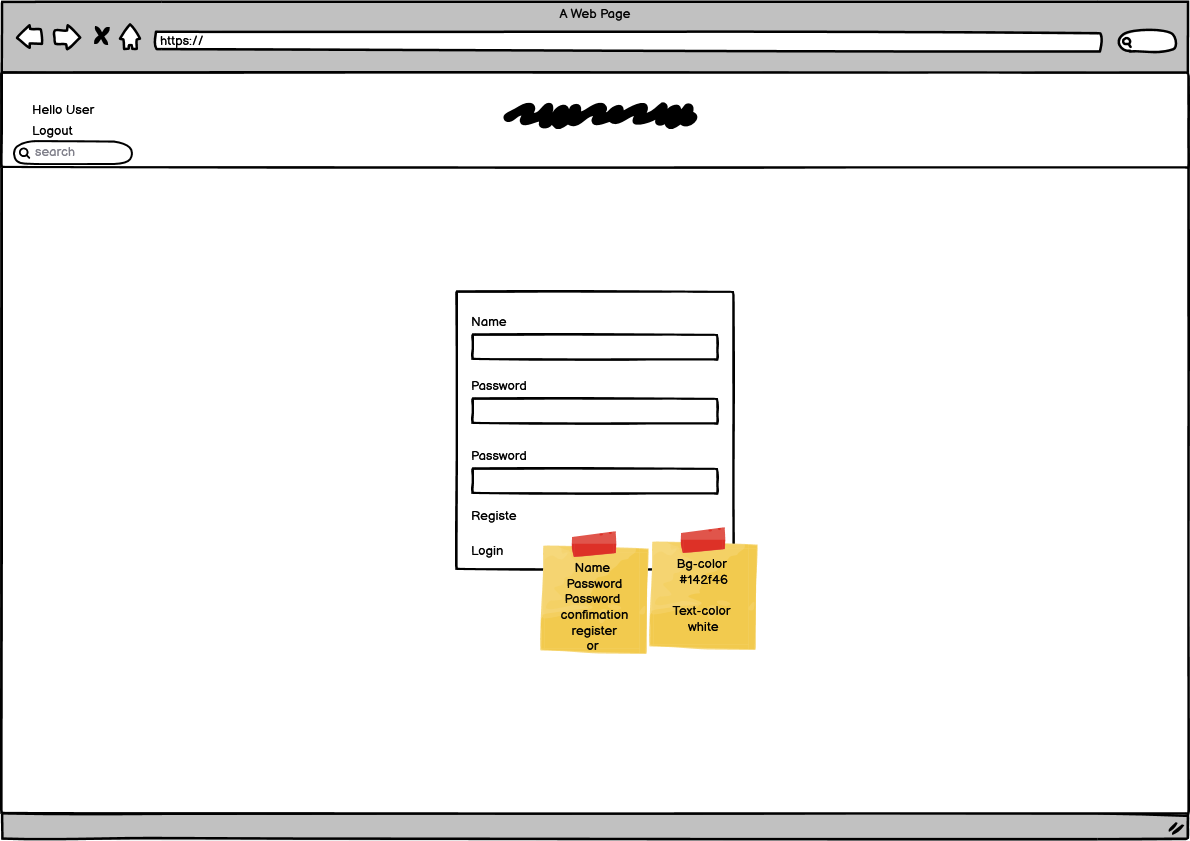 A Web Page
https://
Hello User
Logout
search
Name
Password
Password
Registe
Login
Name
Password
Password
confimation
register
or
Bg-color
#142f46
Text-color
white